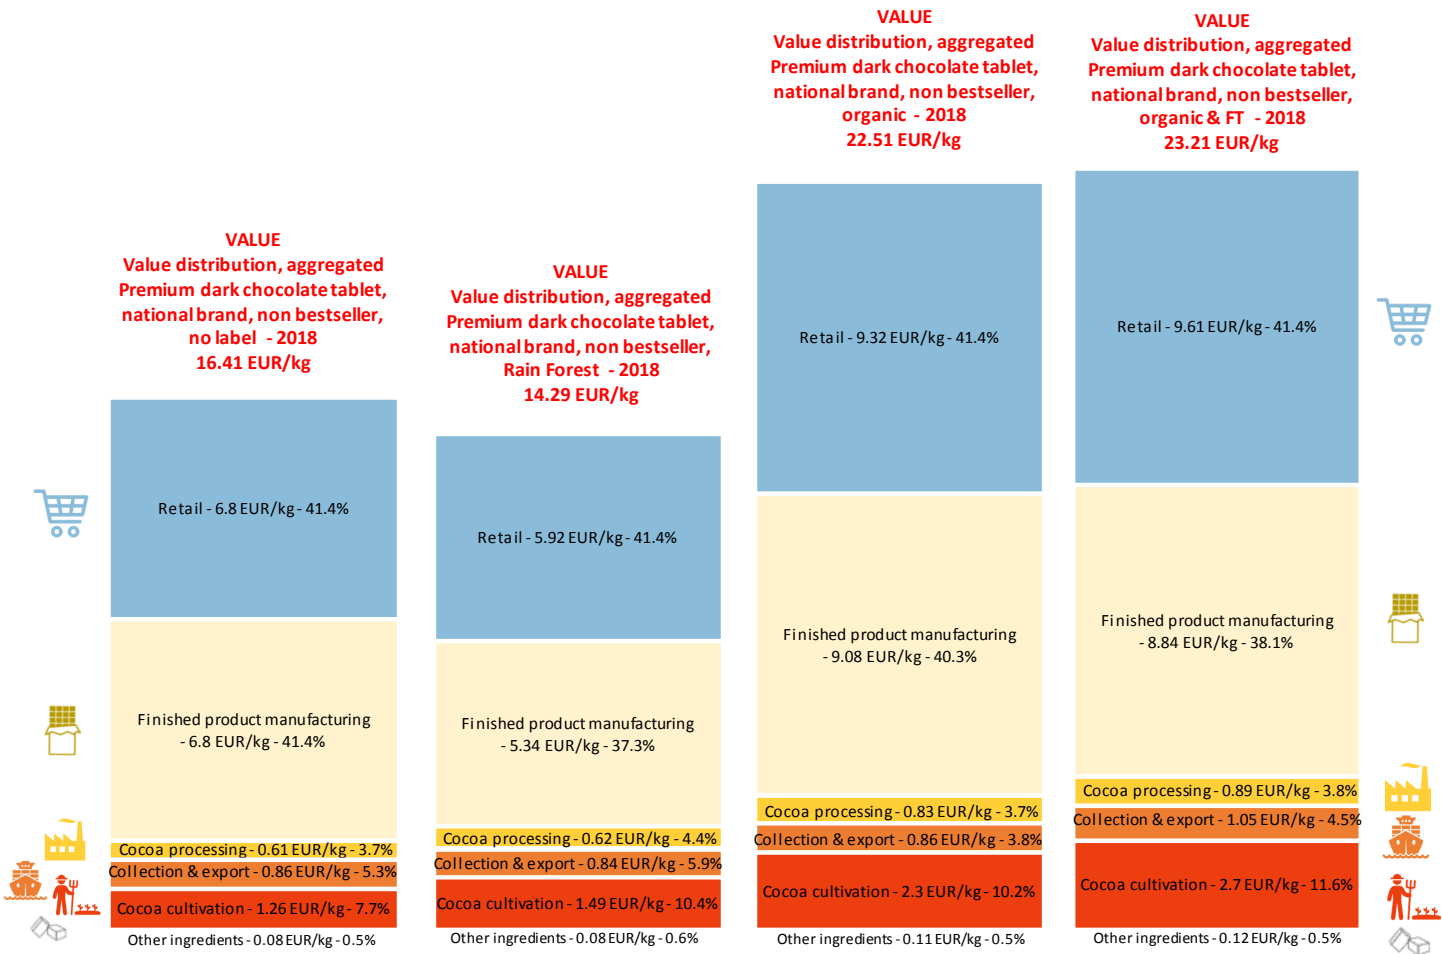 VALUE
Value distribution, aggregated
Premium dark chocolate tablet,
national brand, non bestseller,
no label - 2018
16.41 EUR/kg
Retail - 6.8 EUR/kg - 41.4%
Finished product manufacturing
- 6.8 EUR/kg - 41.4%
Cocoa processing - 0.61 EUR/kg - 3.7%
Collection & export - 0.86 EUR/kg - 5.3%
Cocoa cultivation - 1.26 EUR/kg - 7.7%
Other ingredients - 0.08 EUR/kg - 0.5%
VALUE
Value distribution, aggregated
Premium dark chocolate tablet,
national brand, non bestseller,
Rain Forest - 2018
14.29 EUR/kg
Retail - 5.92 EUR/kg - 41.4%
Finished product manufacturing
- 5.34 EUR/kg - 37.3%
Cocoa processing - 0.62 EUR/kg - 4.4%
Collection & export - 0.84 EUR/kg - 5.9%
Cocoa cultivation - 1.49 EUR/kg - 10.4%
Other ingredients - 0.08 EUR/kg - 0.6%
VALUE
Value distribution, aggregated
Premium dark chocolate tablet,
national brand, non bestseller,
organic - 2018
22.51 EUR/kg
Retail - 9.32 EUR/kg - 41.4%
Finished product manufacturing
- 9.08 EUR/kg - 40.3%
Cocoa processing - 0.83 EUR/kg - 3.7%
Collection & export - 0.86 EUR/kg - 3.8%
Cocoa cultivation - 2.3 EUR/kg - 10.2%
Other ingredients - 0.11 EUR/kg - 0.5%
VALUE
Value distribution, aggregated
Premium dark chocolate tablet,
national brand, non bestseller,
organic & FT - 2018
23.21 EUR/kg
Retail - 9.61 EUR/kg - 41.4%
Finished product manufacturing
- 8.84 EUR/kg - 38.1%
Cocoa processing - 0.89 EUR/kg - 3.8%
Collection & export - 1.05 EUR/kg - 4.5%
Cocoa cultivation - 2.7 EUR/kg - 11.6%
Other ingredients - 0.12 EUR/kg - 0.5%